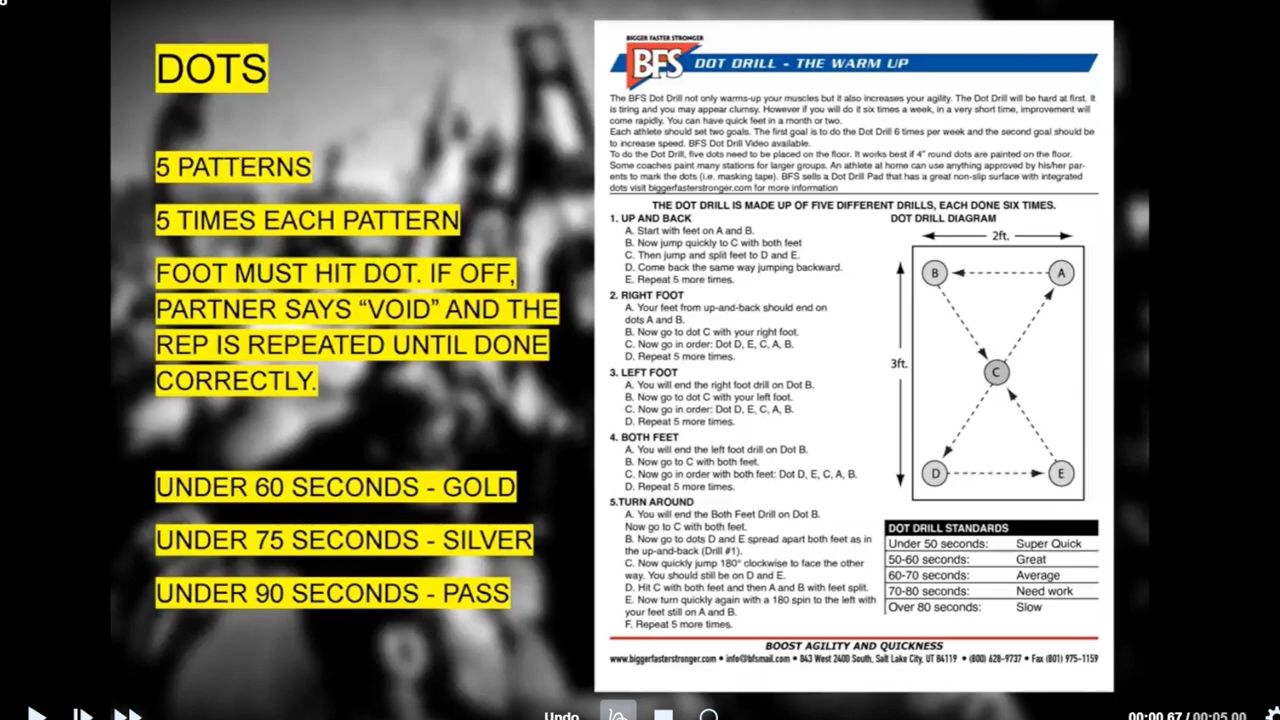 DOTS
5 PATTERNS
5 TIMES EACH PATTERN
FOOT MUST HIT DOT. IF OFF,
PARTNER SAYS “VOID” AND THE
REP IS REPEATED UNTIL DONE
CORRECTLY.
UNDER 60 SECONDS - GOLD
UNDER 75 SECONDS - SILVER
UNDER 90 SECONDS - PASS
BIGGER FASTER STRONGER
BFS DOT DRILL - THE WARM UP
The BFS Dot Drill not only warms-up your muscles but it also increases your agility. The Dot Drill will be hard at first. It
is tiring and you may appear clumsy. However if you will do it six times a week, in a very short time, improvement will
come rapidly. You can have quick feet in a month or two.
Each athlete should set two goals. The first goal is to do the Dot Drill 6 times per week and the second goal should be
to increase speed. BFS Dot Drill Video available.
To do the Dot Drill, five dots need to be placed on the floor. It works best if 4" round dots are painted on the floor.
Some coaches paint many stations for larger groups. An athlete at home can use anything approved by his/her par-
ents to mark the dots (i.e. masking tape). BFS sells a Dot Drill Pad that has a great non-slip surface with integrated
dots visit biggerfasterstronger.com for more information
THE DOT DRILL IS MADE UP OF FIVE DIFFERENT DRILLS, EACH DONE SIX TIMES.
1. UP AND BACK
A. Start with feet on A and B.
B. Now jump quickly to C with both feet
C. Then jump and split feet to D and E.
D. Come back the same way jumping backward.
E. Repeat 5 more times.
2. RIGHT FOOT
A. Your feet from up-and-back should end on
dots A and B.
B. Now go to dot C with your right foot.
C. Now go in order: Dot D, E, C, A, B.
D. Repeat 5 more times.
3. LEFT FOOT
A. You will end the right foot drill on Dot B.
B. Now go to dot C with your left foot.
C. Now go in order: Dot D, E, C, A, B.
D. Repeat 5 more times.
4. BOTH FEET
A. You will end the left foot drill on Dot B.
B. Now go to C with both feet.
C. Now go in order with both feet: Dot D, E, C, A, B.
D. Repeat 5 more times.
5.TURN AROUND
A. You will end the Both Feet Drill on Dot B.
Now go to C with both feet.
B. Now go to dots D and E spread apart both feet as in
the up-and-back (Drill #1).
C. Now quickly jump 180° clockwise to face the other
way. You should still be on D and E.
D. Hit C with both feet and then A and B with feet split.
E. Now turn quickly again with a 180 spin to the left with
your feet still on A and B.
F. Repeat 5 more times.
DOT DRILL DIAGRAM
2ft.
B A
3ft.
C
D E
DOT DRILL STANDARDS
Under 50 seconds: Super Quick
50-60 seconds: Great
60-70 seconds: Average
70-80 seconds: Need work
Over 80 seconds: Slow
BOOST AGILITY AND QUICKNESS
www.biggerfasterstronger.com • info@bfsmail.com • 843 West 2400 South, Salt Lake City, UT 84119 • (800) 628-9737 • Fax (801) 975-1159
Undo
00:00.67 / 00:05.00